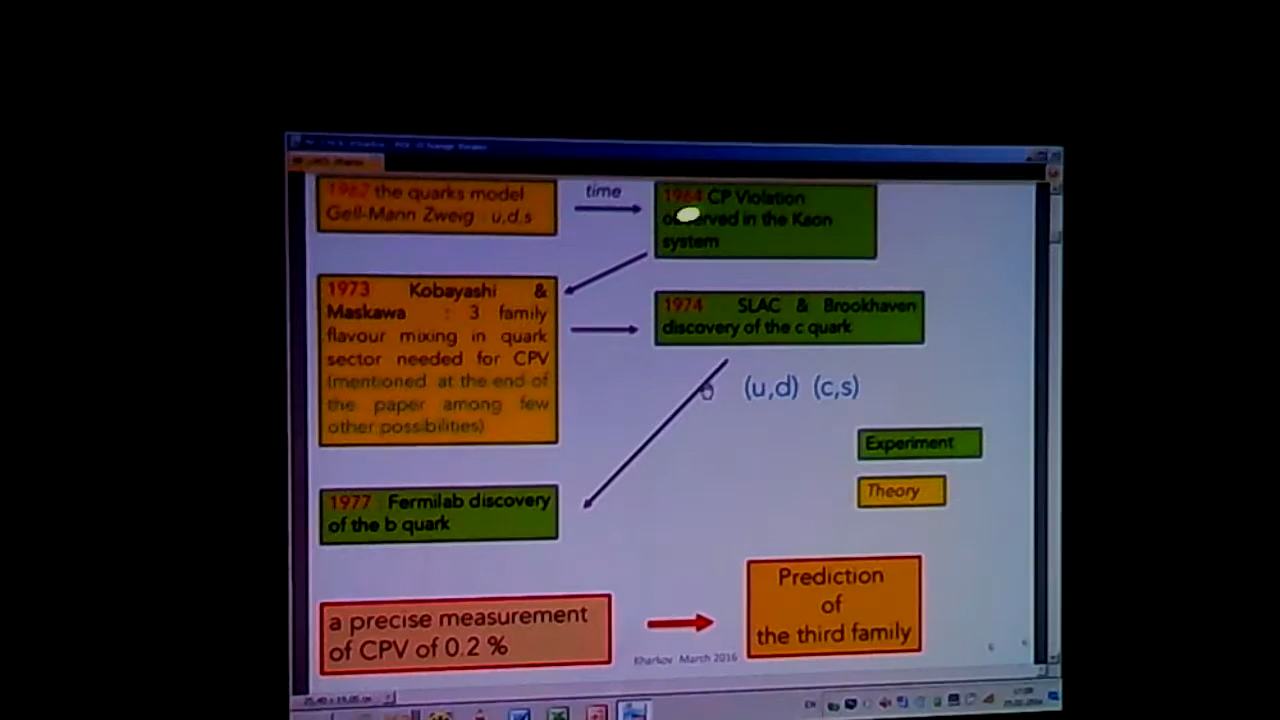 the quarks model
Gell-Mann Zweig : u,d,s
time
1964 CP Violation
observed in the Kaon
system
1973 Kobayashi &
Maskawa : 3 family
flavour mixing in quark
sector needed for CPV
(mentioned at the end of
the paper among few
other possibilities)
1974 SLAC & Brookhaven
discovery of the c quark
(u,d) (c,s)
Experiment
Theory
1977 Fermilab discovery
of the b quark
a precise measurement
of CPV of 0.2 %
Prediction
of
the third family
Kharkov March 2016
EN